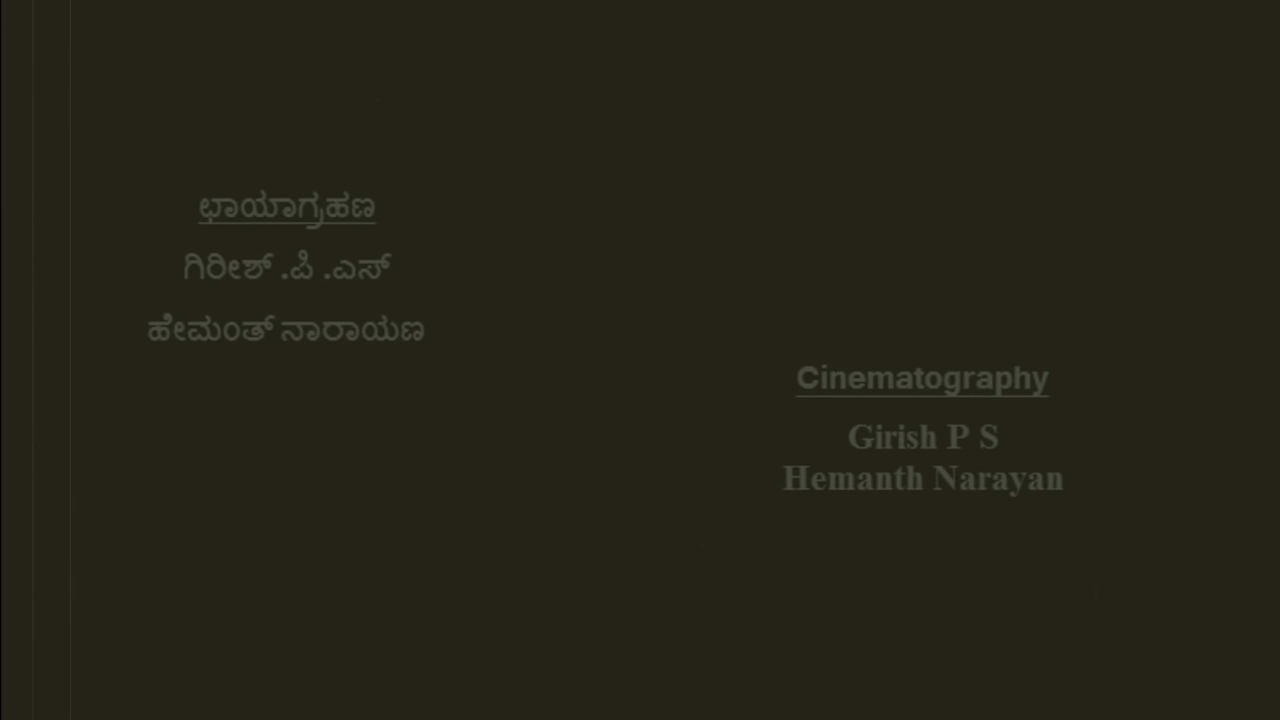 ಛಾಯಾಗ್ರಹಣ
ಗಿರೀಶ್ .ಪಿ .ಎಸ್
ಹೇಮಂತ್ ನಾರಾಯಣ
Cinematography
Girish P S
Hemanth Narayan